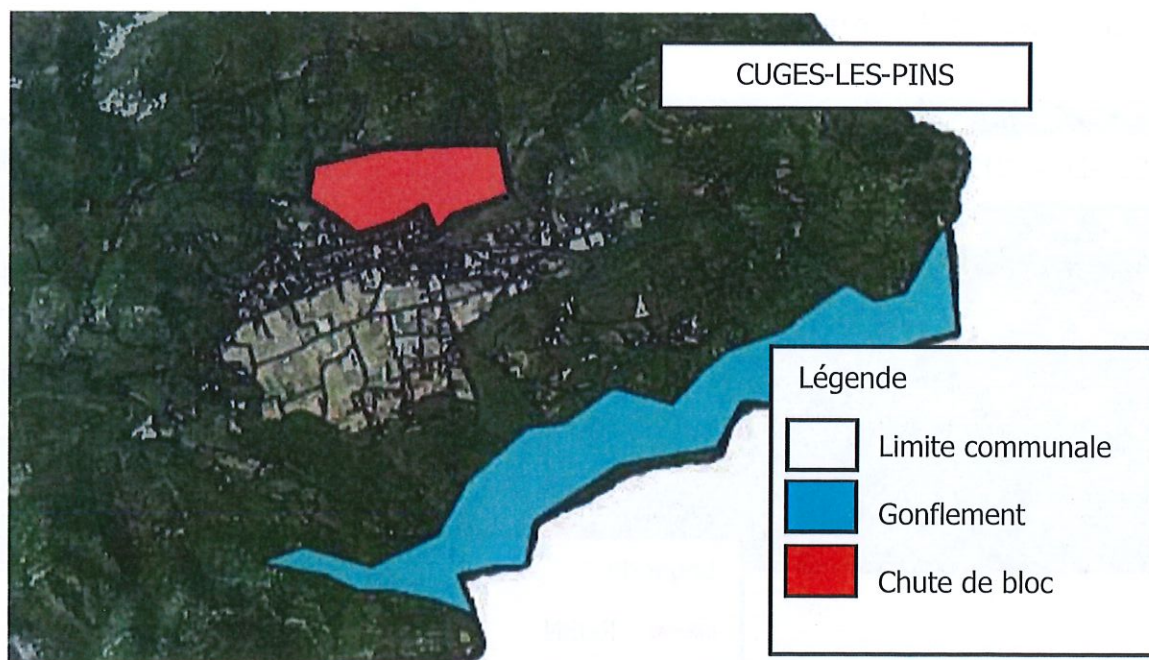 CUGES-LES-PINS
Légende
Limite communale
Gonflement
Chute de bloc